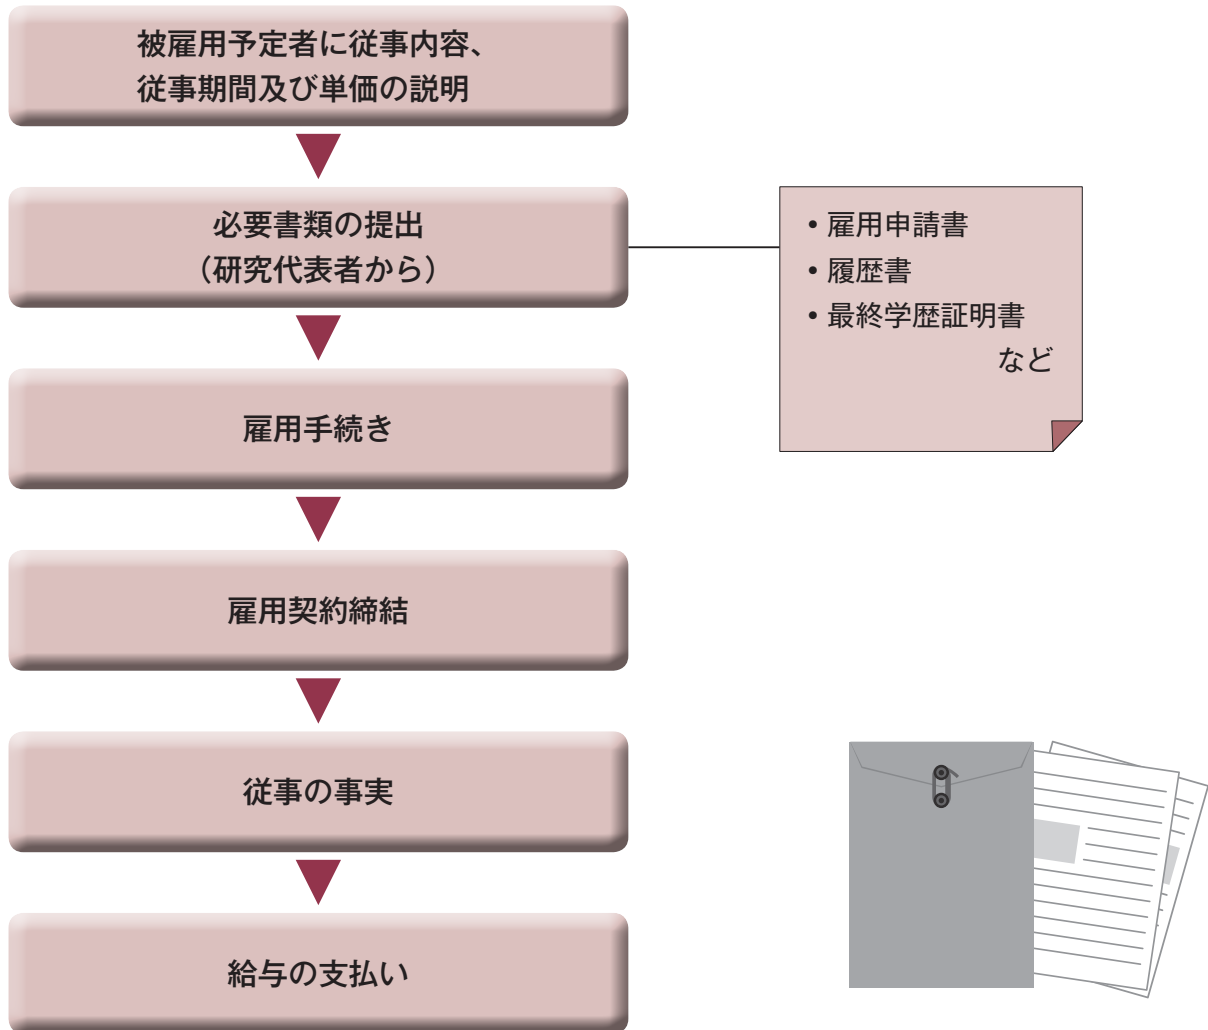 被雇用予定者に従事内容、
従事期間及び単価の説明
必要書類の提出
（研究代表者から）
・雇用申請書
・履歴書
・最終学歴証明書
など
雇用手続き
雇用契約締結
従事の事実
給与の支払い